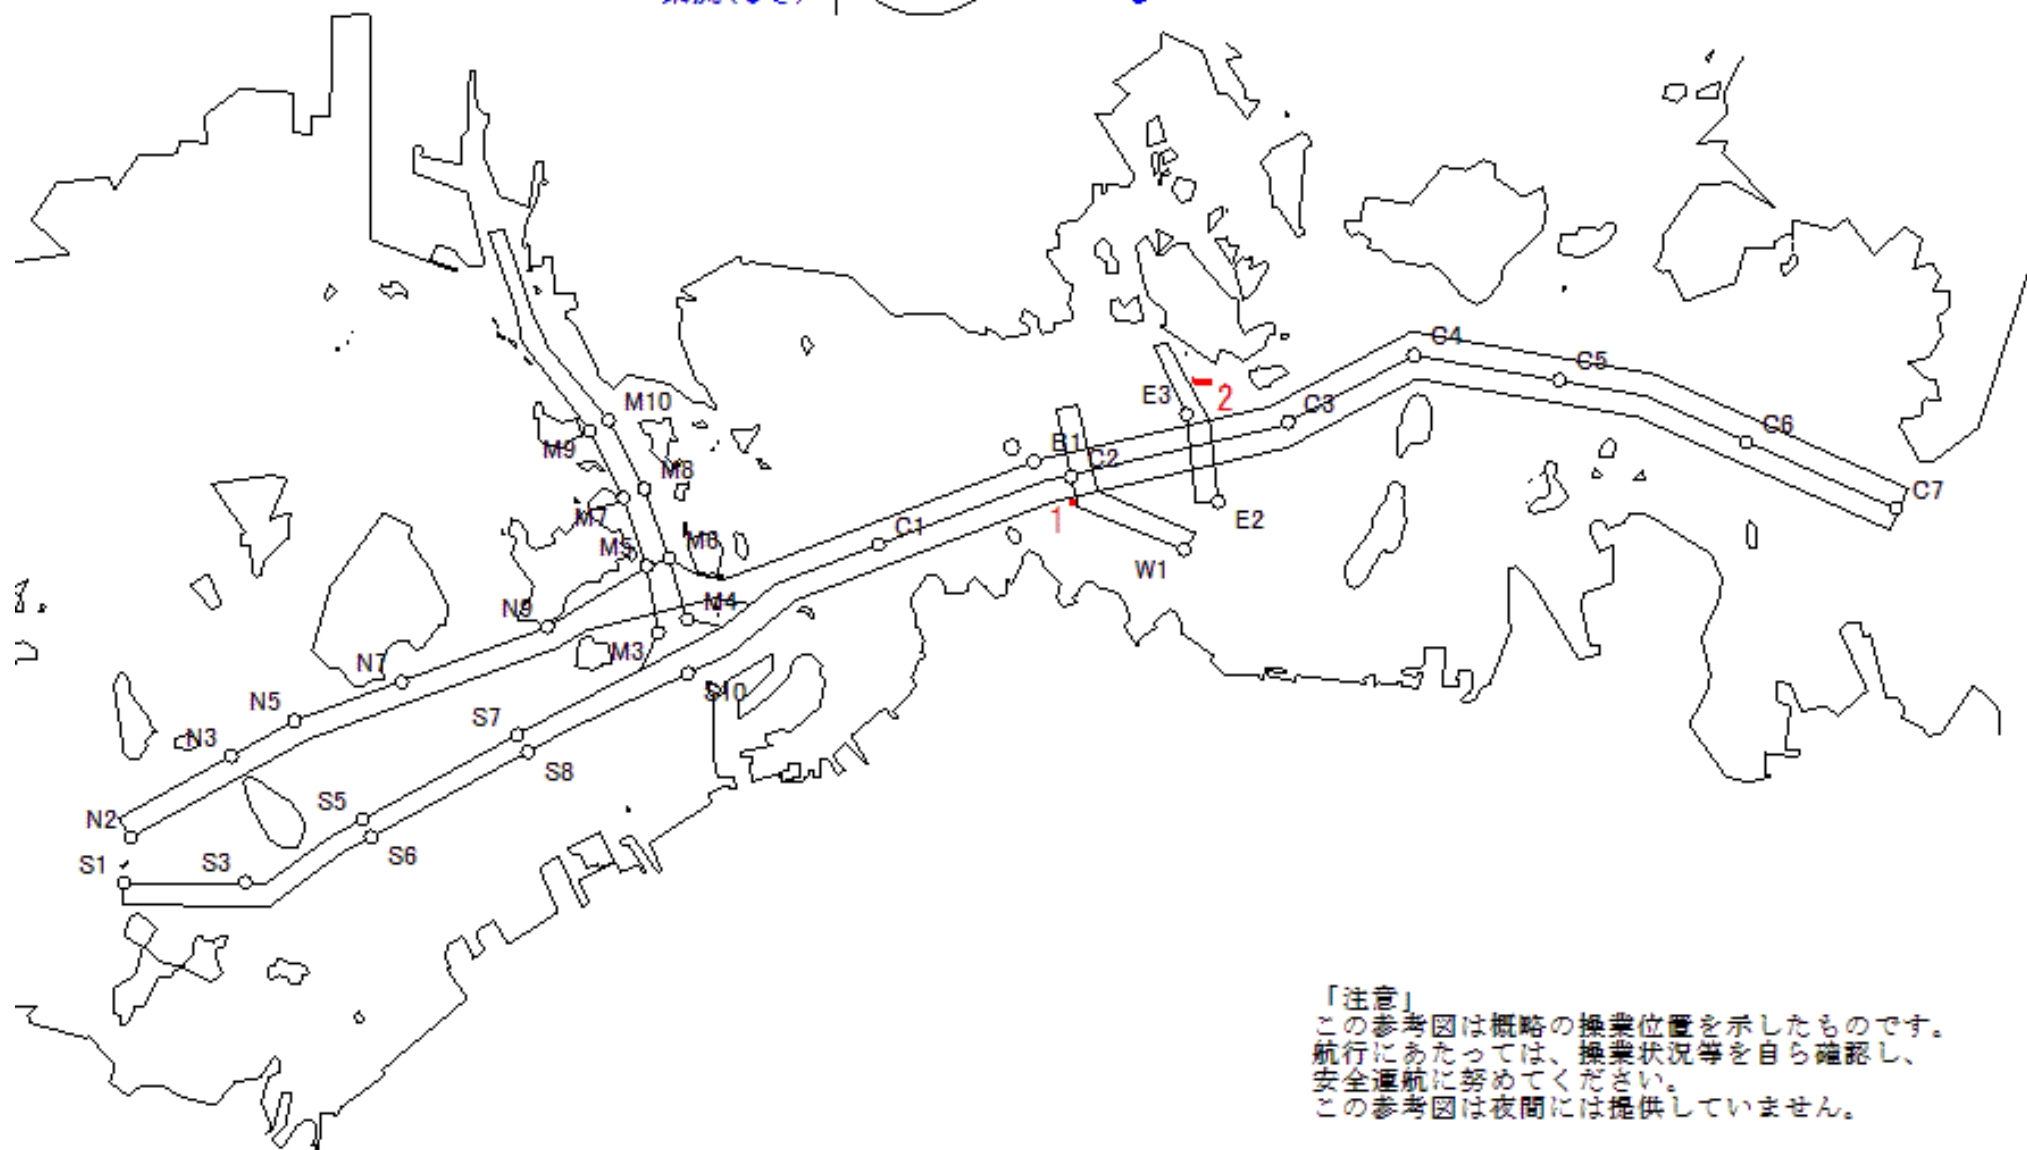 C4
C5
M10
E3
2
C3
C6
M9
B1
M8
C2
C7
M7
1
E2
C1
M5
M6
W1
N9
M4
M3
N7
S10
N5
S7
N3
S8
S5
N2
S6
S1
S3
「注意」
この参考図は概略の操業位置を示したものです。
航行にあたっては、操業状況等を自ら確認し、
安全運航に努めてください。
この参考図は夜間には提供していません。